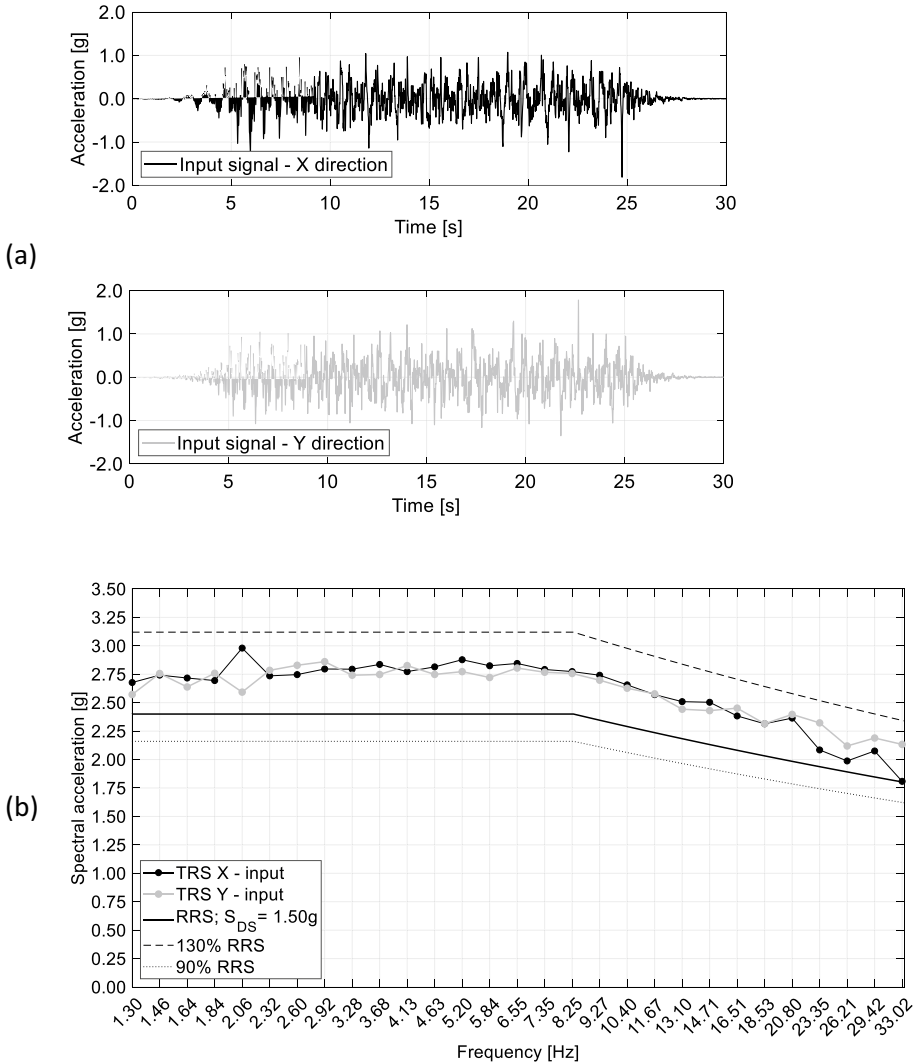 2.0
1.0
0.0
-1.0
-2.0
Acceleration [g]
Input signal - X direction
0 5 10 15 20 25 30
Time [s]
(a)
2.0
1.0
0.0
-1.0
-2.0
Acceleration [g]
Input signal - Y direction
0 5 10 15 20 25 30
Time [s]
3.50
3.25
3.00
2.75
2.50
2.25
2.00
1.75
1.50
1.25
1.00
0.75
0.50
0.25
0.00
Spectral acceleration [g]
(b)
TRS X - input
TRS Y - input
RRS; SDS= 1.50g
130% RRS
90% RRS
1.30 1.46 1.64 1.84 2.06 2.32 2.60 2.92 3.28 3.68 4.13 4.63 5.20 5.84 6.55 7.35 8.25 9.27 10.40 11.67 13.10 14.71 16.51 18.53 20.80 23.35 26.21 29.42 33.02
Frequency [Hz]